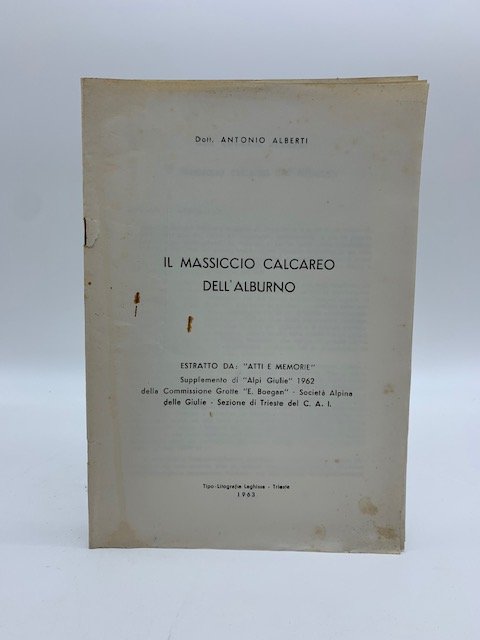 Dott. ANTONIO ALBERTI
IL MASSICCIO CALCAREO
DELL'ALBURNO
ESTRATTO DA: "ATTI E MEMORIE"
Supplemento di "Alpi Giulie" 1962
della Commissione Grotte "E. Boegan" - Società Alpina
delle Giulie - Sezione di Trieste del C. A. I.
Tipo-Litografia Leghissa - Trieste
1963